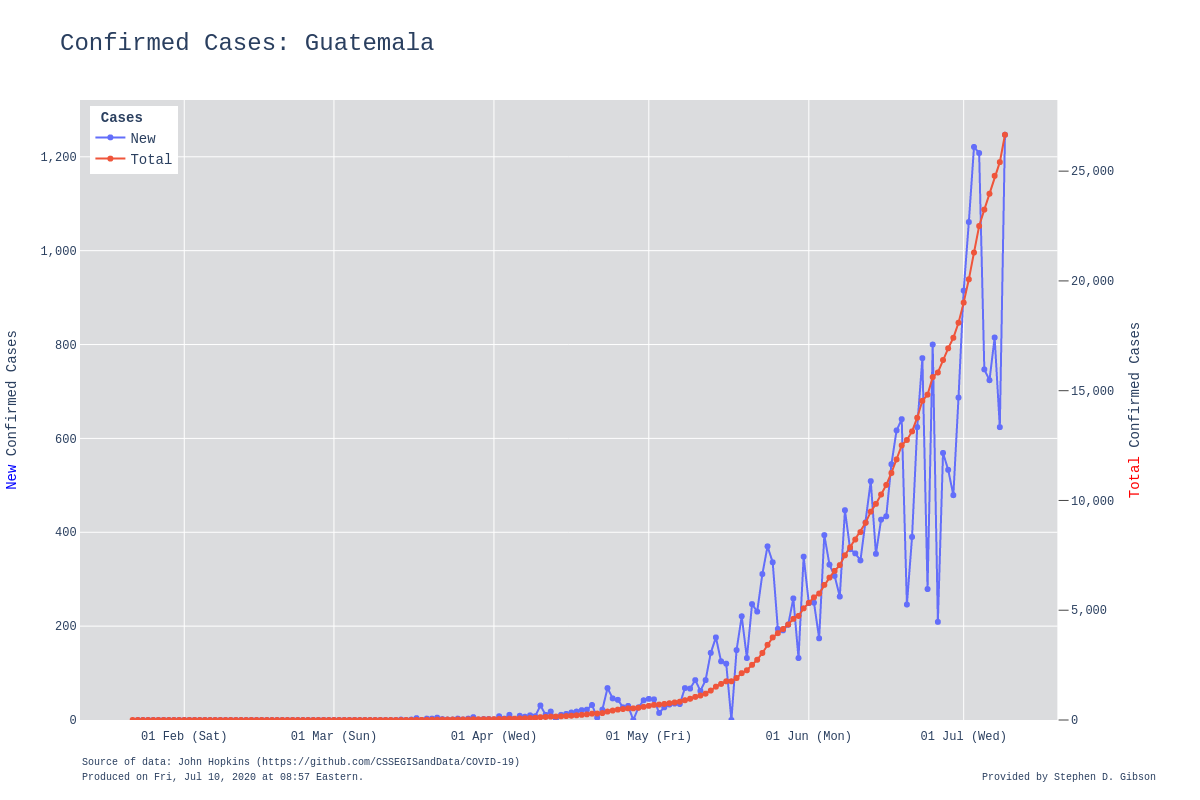 Confirmed Cases: Guatemala
Cases
New
Total
1,200
1,000
800
600
400
200
0
25,000
20,000
15,000
10,000
5,000
0
New Confirmed Cases
Total Confirmed Cases
01 Feb (Sat)
01 Mar (Sun)
01 Apr (Wed)
01 May (Fri)
01 Jun (Mon)
01 Jul (Wed)
Source of data: John Hopkins (https://github.com/CSSEGISandData/COVID-19)
Produced on Fri, Jul 10, 2020 at 08:57 Eastern.
Provided by Stephen D. Gibson